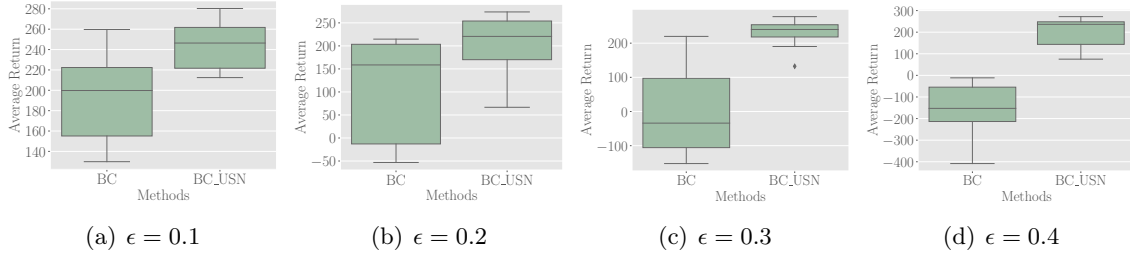 280
260
240
220
200
180
160
140
Average Return
BC
BC_USN
Methods
(a) ϵ = 0.1
250
200
150
100
50
0
−50
Average Return
BC
BC_USN
Methods
(b) ϵ = 0.2
200
100
0
−100
Average Return
BC
BC_USN
Methods
(c) ϵ = 0.3
300
200
100
0
−100
−200
−300
−400
Average Return
BC
BC_USN
Methods
(d) ϵ = 0.4